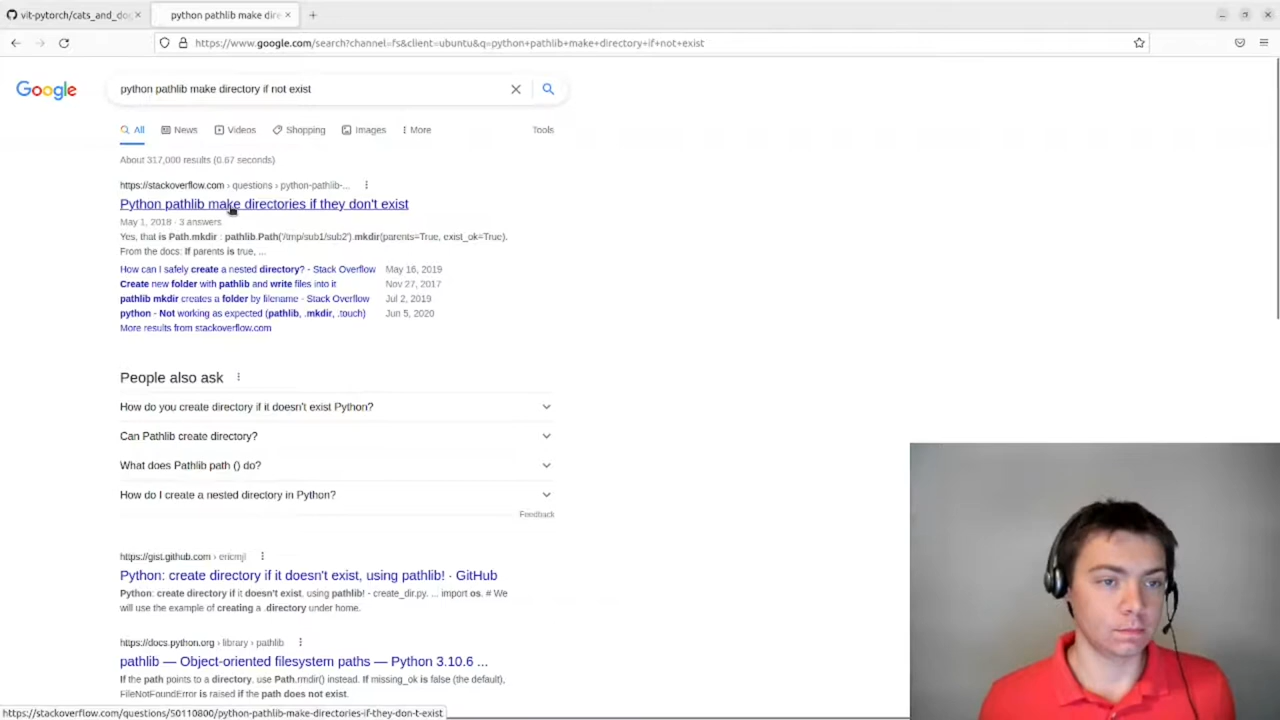 vit-pytorch/cats_and_do
python pathlib make dire
https://www.google.com/search?channel=fs&client=ubuntu&q=python+pathlib+make+directory+if+not+exist
Google
python pathlib make directory if not exist
All
News
Videos
Shopping
Images
More
Tools
About 317,000 results (0.67 seconds)
https://stackoverflow.com › questions › python-pathlib-...
Python pathlib make directories if they don't exist
May 1, 2018 · 3 answers
Yes, that is Path.mkdir : pathlib.Path('/tmp/sub1/sub2').mkdir(parents=True, exist_ok=True).
From the docs: If parents is true, ...
How can I safely create a nested directory? - Stack Overflow May 16, 2019
Create new folder with pathlib and write files into it Nov 27, 2017
pathlib mkdir creates a folder by filename - Stack Overflow Jul 2, 2019
python - Not working as expected (pathlib, .mkdir, .touch) Jun 5, 2020
More results from stackoverflow.com
People also ask
How do you create directory if it doesn't exist Python?
Can Pathlib create directory?
What does Pathlib path () do?
How do I create a nested directory in Python?
Feedback
https://gist.github.com › ericmjl
Python: create directory if it doesn't exist, using pathlib! · GitHub
Python: create directory if it doesn't exist, using pathlib! · create_dir.py. ... import os. # We
will use the example of creating a .directory under home.
https://docs.python.org › library › pathlib
pathlib — Object-oriented filesystem paths — Python 3.10.6 ...
If the path points to a directory, use Path.rmdir() instead. If missing_ok is false (the default),
FileNotFoundError is raised if the path does not exist.
https://stackoverflow.com/questions/50110800/python-pathlib-make-directories-if-they-don-t-exist